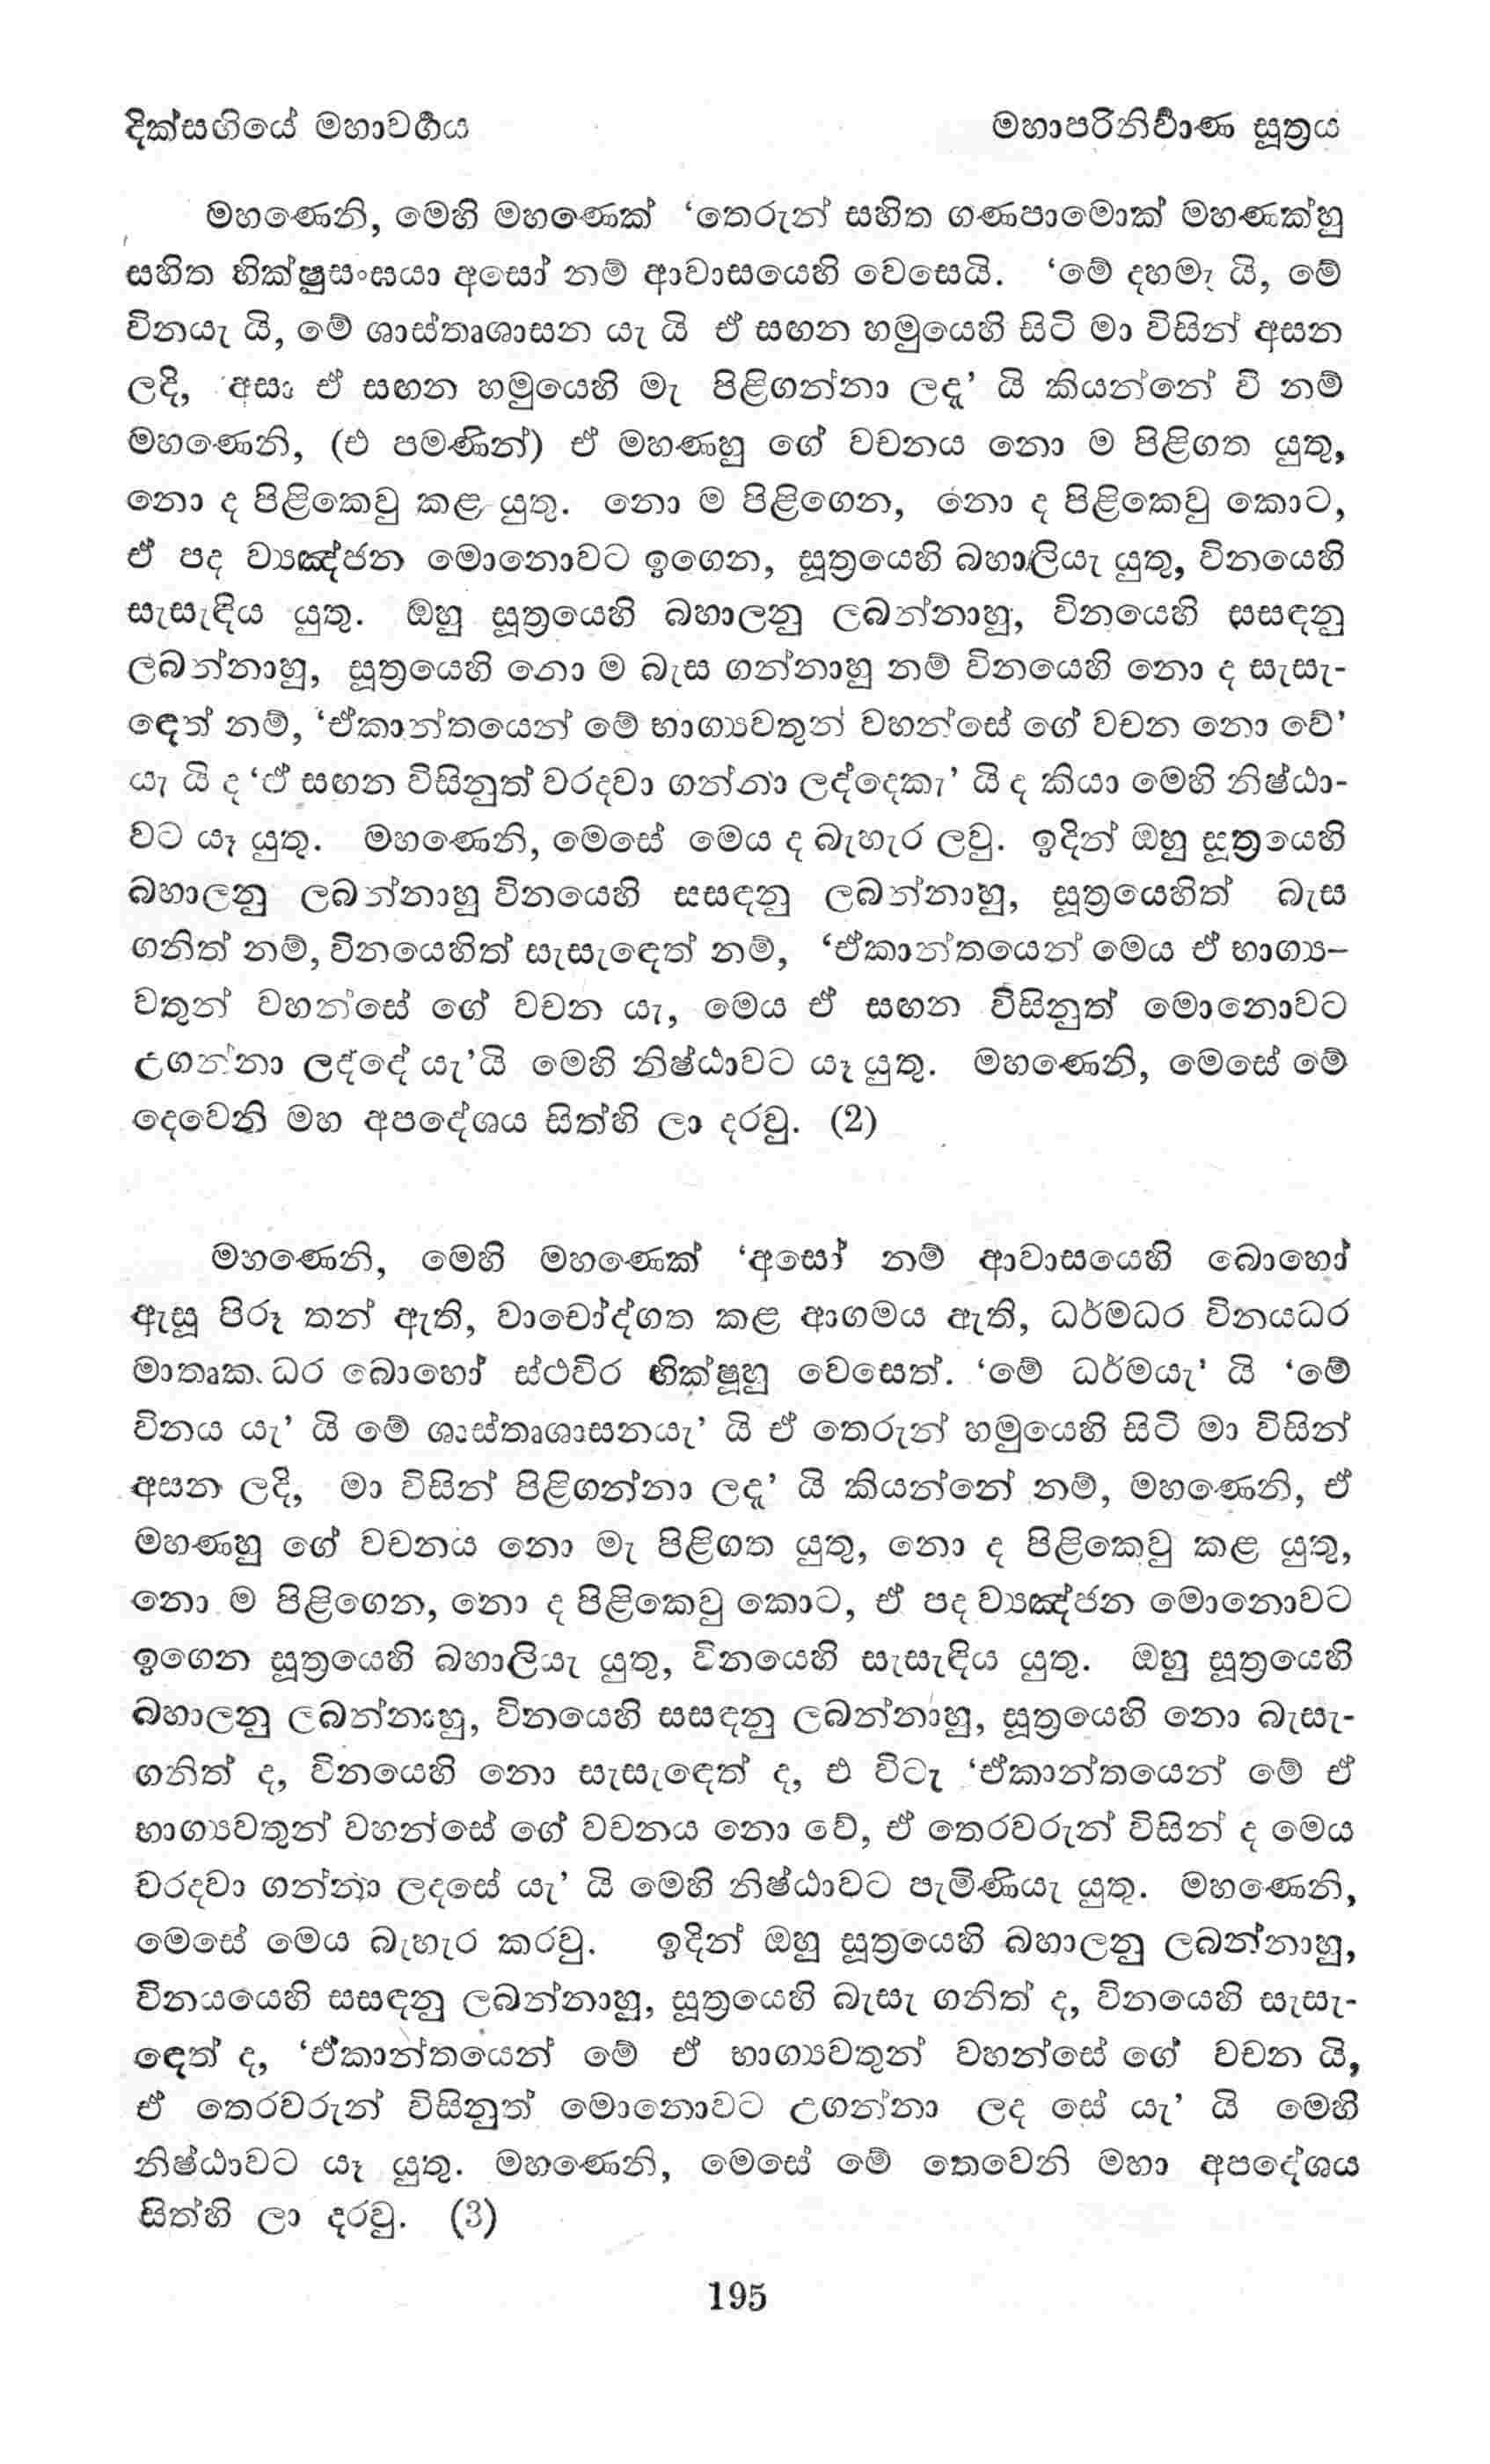 දික්සඟියේ මහාවර්‍ගය
මහාපරිනිර්‍වාණ සූත්‍රය
මහණෙනි, මෙහි මහණෙක් ‘තෙරුන් සහිත ගණපාමොක් මහණක්හු
සහිත භික්ෂුසංඝයා අසෝ නම් ආවාසයෙහි වෙසෙයි. ‘මේ දහමැ යි, මේ
විනයැ යි, මේ ශාස්තෘශාසන යැ යි ඒ සඟන හමුයෙහි සිටි මා විසින් අසන
ලදි, අසා ඒ සඟන හමුයෙහි මැ පිළිගන්නා ලදැ’ යි කියන්නේ වී නම්
මහණෙනි, (එ පමණින්) ඒ මහණහු ගේ වචනය නො ම පිළිගත යුතු,
නො ද පිළිකෙවු කළ යුතු. නො ම පිළිගෙන, නො ද පිළිකෙවු කොට,
ඒ පද ව්‍යඤ්ජන මොනොවට ඉගෙන, සූත්‍රයෙහි බහාලියැ යුතු, විනයෙහි
සැසැඳිය යුතු. ඔහු සූත්‍රයෙහි බහාලනු ලබන්නාහු, විනයෙහි සසඳනු
ලබන්නාහු, සූත්‍රයෙහි නො ම බැස ගන්නාහු නම් විනයෙහි නො ද සැසැ-
ඳෙත් නම්, ‘ඒකාන්තයෙන් මේ භාග්‍යවතුන් වහන්සේ ගේ වචන නො වේ’
යැ යි ද ‘ඒ සඟන විසිනුත් වරදවා ගන්නා ලද්දෙකැ’ යි ද කියා මෙහි නිෂ්ඨා-
වට යෑ යුතු. මහණෙනි, මෙසේ මෙය ද බැහැර ලවු. ඉදින් ඔහු සූත්‍රයෙහි
බහාලනු ලබන්නාහු විනයෙහි සසඳනු ලබන්නාහු, සූත්‍රයෙහිත් බැස
ගනිත් නම්, විනයෙහිත් සැසැඳෙත් නම්, ‘ඒකාන්තයෙන් මෙය ඒ භාග්‍ය-
වතුන් වහන්සේ ගේ වචන යැ, මෙය ඒ සඟන විසිනුත් මොනොවට
උගන්නා ලද්දේ යැ’යි මෙහි නිෂ්ඨාවට යෑ යුතු. මහණෙනි, මෙසේ මේ
දෙවෙනි මහ අපදේශය සිත්හි ලා දරවු. (2)
මහණෙනි, මෙහි මහණෙක් ‘අසෝ නම් ආවාසයෙහි බොහෝ
ඇසූ පිරූ තන් ඇති, වාචෝද්ගත කළ ආගමය ඇති, ධර්මධර විනයධර
මාතෘකාධර බොහෝ ස්ථවිර භික්ෂූහු වෙසෙත්. ‘මේ ධර්මයැ’ යි ‘මේ
විනය යැ’ යි මේ ශාස්තෘශාසනයැ’ යි ඒ තෙරුන් හමුයෙහි සිටි මා විසින්
අසන ලදි, මා විසින් පිළිගන්නා ලදැ’ යි කියන්නේ නම්, මහණෙනි, ඒ
මහණහු ගේ වචනය නො මැ පිළිගත යුතු, නො ද පිළිකෙවු කළ යුතු,
නො ම පිළිගෙන, නො ද පිළිකෙවු කොට, ඒ පද ව්‍යඤ්ජන මොනොවට
ඉගෙන සූත්‍රයෙහි බහාලියැ යුතු, විනයෙහි සැසැඳිය යුතු. ඔහු සූත්‍රයෙහි
බහාලනු ලබන්නාහු, විනයෙහි සසඳනු ලබන්නාහු, සූත්‍රයෙහි නො බැසැ-
ගනිත් ද, විනයෙහි නො සැසැඳෙත් ද, එ විටැ ‘ඒකාන්තයෙන් මේ ඒ
භාග්‍යවතුන් වහන්සේ ගේ වචනය නො වේ, ඒ තෙරවරුන් විසින් ද මෙය
වරදවා ගන්නා ලදසේ යැ’ යි මෙහි නිෂ්ඨාවට පැමිණියැ යුතු. මහණෙනි,
මෙසේ මෙය බැහැර කරවු. ඉදින් ඔහු සූත්‍රයෙහි බහාලනු ලබන්නාහු,
විනයයෙහි සසඳනු ලබන්නාහු, සූත්‍රයෙහි බැසැ ගනිත් ද, විනයෙහි සැසැ-
ඳෙත් ද, ‘ඒකාන්තයෙන් මේ ඒ භාග්‍යවතුන් වහන්සේ ගේ වචන යි,
ඒ තෙරවරුන් විසිනුත් මොනොවට උගන්නා ලද සේ යැ’ යි මෙහි
නිෂ්ඨාවට යෑ යුතු. මහණෙනි, මෙසේ මේ තෙවෙනි මහා අපදේශය
සිත්හි ලා දරවු. (3)
195